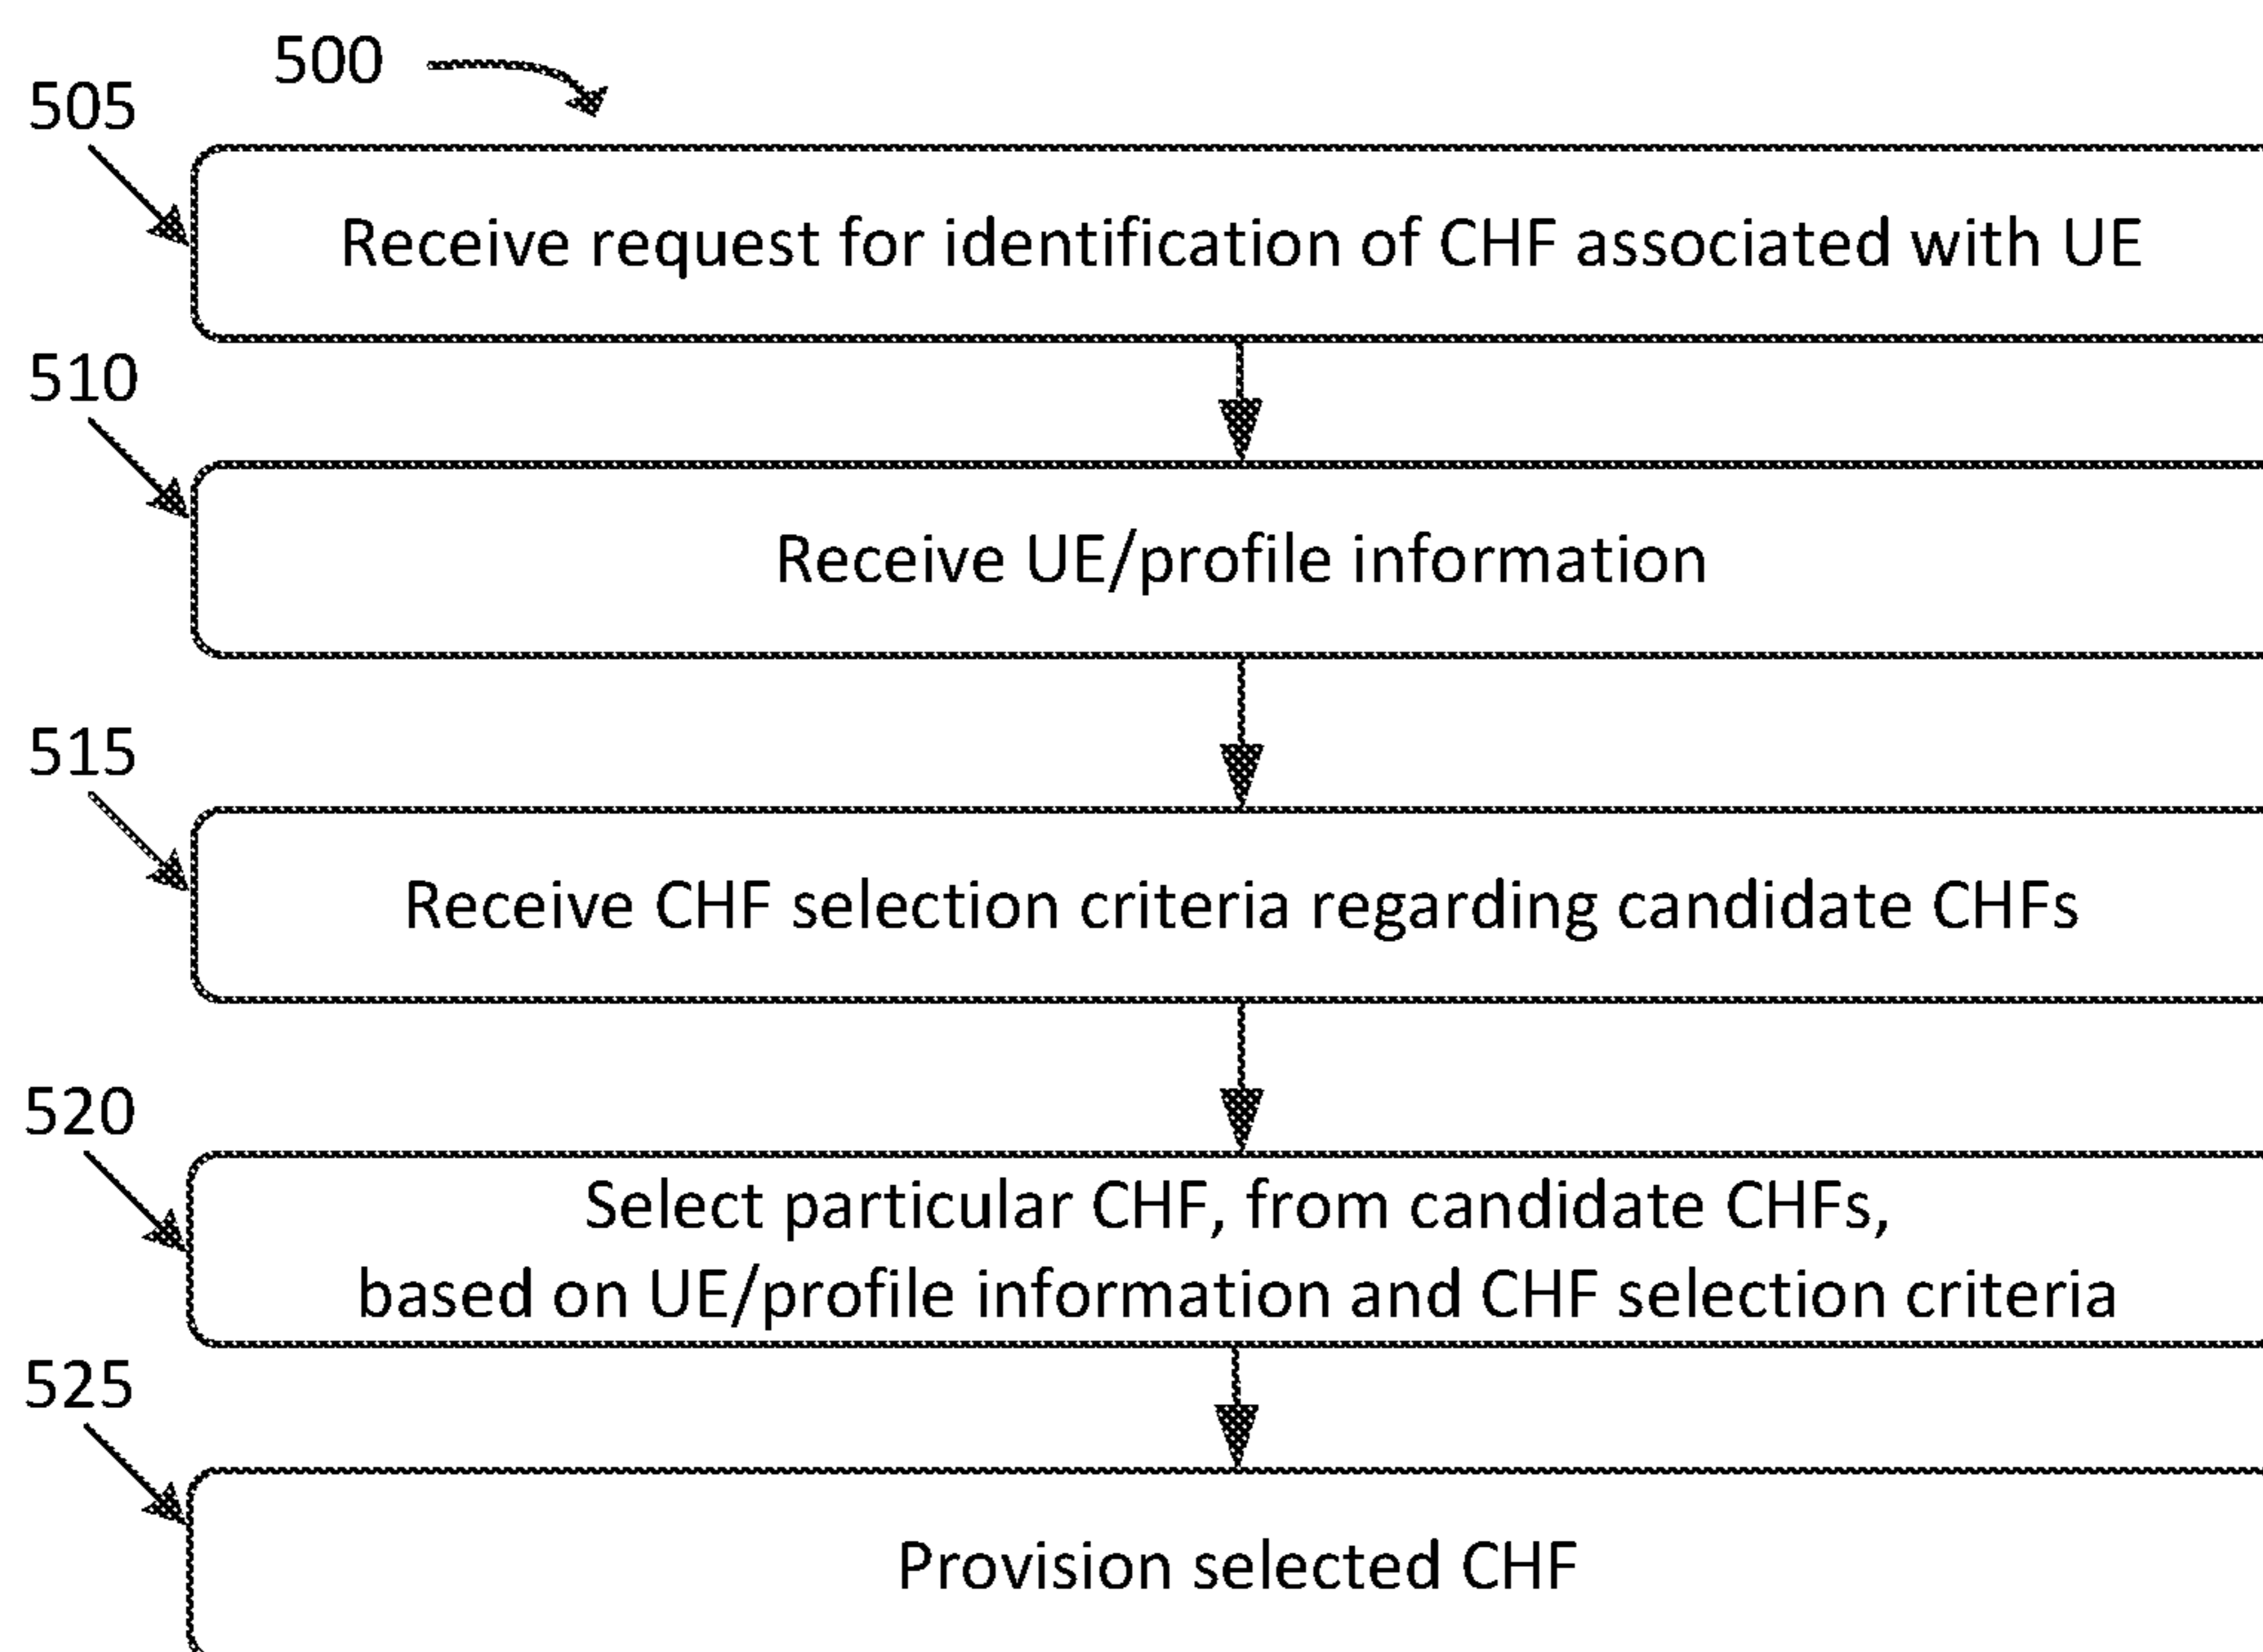 500
505
Receive request for identification of CHF associated with UE
510
Receive UE/profile information
515
Receive CHF selection criteria regarding candidate CHFs
520
Select particular CHF, from candidate CHFs,
based on UE/profile information and CHF selection criteria
525
Provision selected CHF